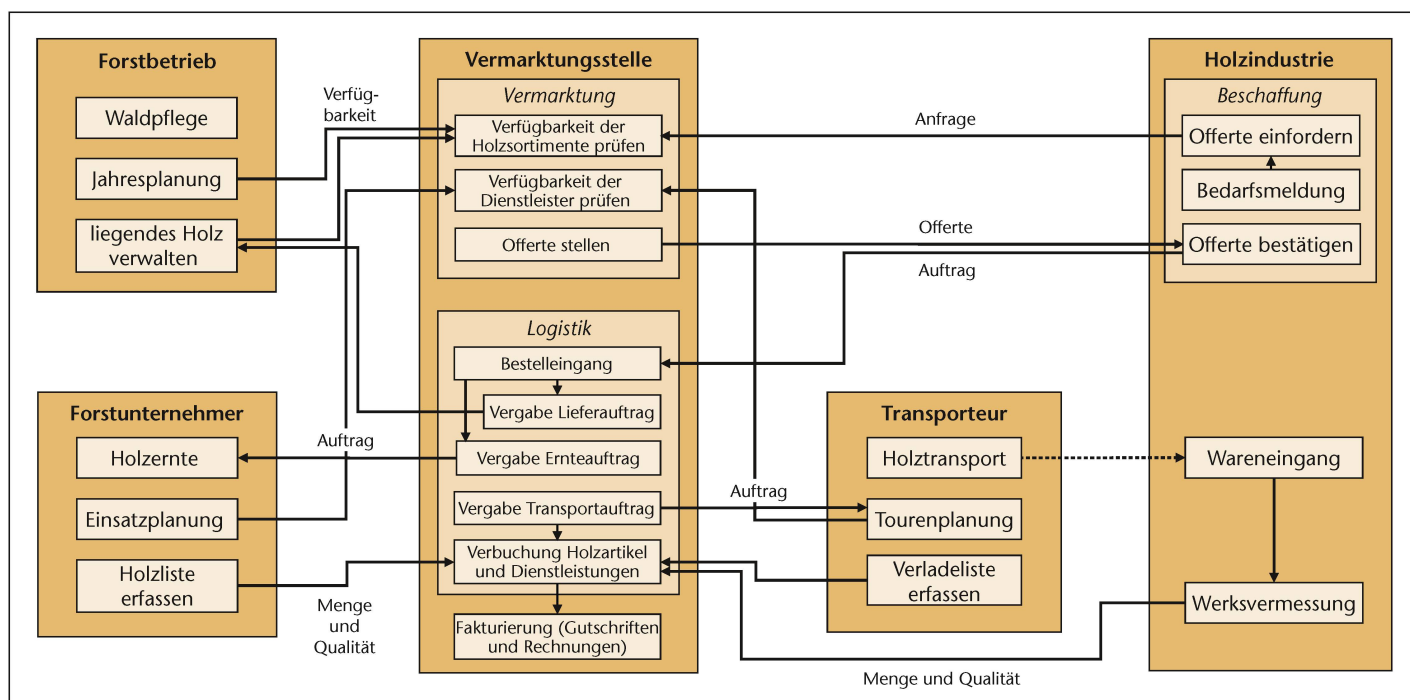 Forstbetrieb
Waldpflege
Jahresplanung
liegendes Holz
verwalten
Verfüg-
barkeit
Vermarktungsstelle
Vermarktung
Verfügbarkeit der
Holzsortimente prüfen
Verfügbarkeit der
Dienstleister prüfen
Offerte stellen
Anfrage
Offerte
Auftrag
Holzindustrie
Beschaffung
Offerte einfordern
Bedarfsmeldung
Offerte bestätigen
Logistik
Bestelleingang
Vergabe Lieferauftrag
Vergabe Ernteauftrag
Vergabe Transportauftrag
Verbuchung Holzartikel
und Dienstleistungen
Fakturierung (Gutschriften
und Rechnungen)
Forstunternehmer
Holzernte
Einsatzplanung
Holzliste
erfassen
Auftrag
Menge
und
Qualität
Auftrag
Transporteur
Holztransport
Tourenplanung
Verladeliste
erfassen
Wareneingang
Werksvermessung
Menge und Qualität